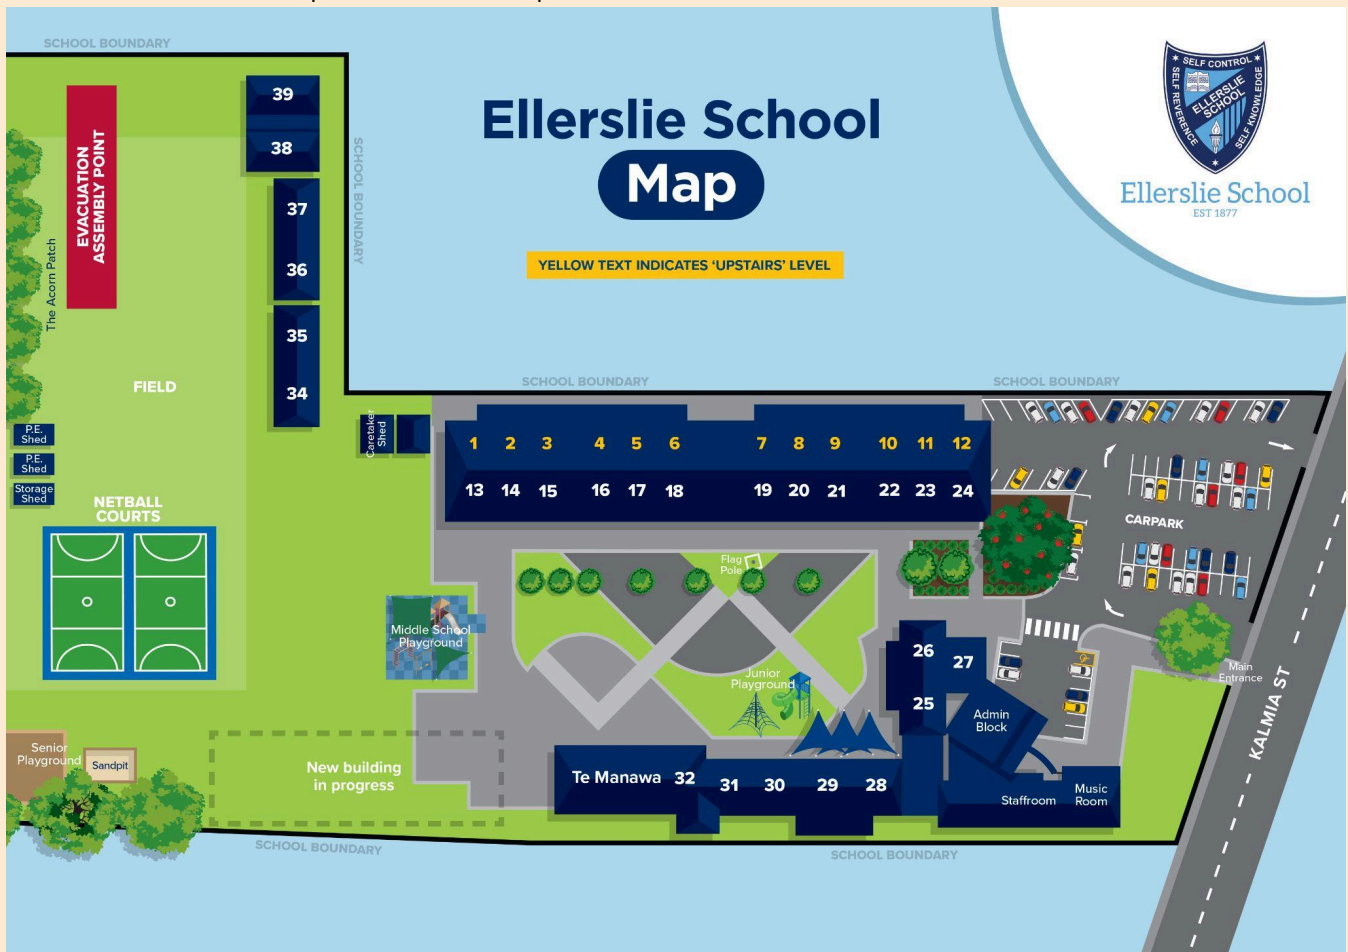 SCHOOL BOUNDARY
Ellerslie School
Map
YELLOW TEXT INDICATES ‘UPSTAIRS’ LEVEL
SELF CONTROL
SELF REVERENCE
SELF KNOWLEDGE
ELLERSLIE
SCHOOL
Ellerslie School
EST 1877
EVACUATION
ASSEMBLY POINT
The Acorn Patch
39
38
37
36
35
34
SCHOOL BOUNDARY
FIELD
SCHOOL BOUNDARY
SCHOOL BOUNDARY
P.E.
Shed
P.E.
Shed
Storage
Shed
Caretaker
Shed
1 2 3 4 5 6 7 8 9 10 11 12
13 14 15 16 17 18 19 20 21 22 23 24
NETBALL
COURTS
CARPARK
Flag
Pole
Middle School
Playground
Junior
Playground
26
27
25
Admin
Block
Main
Entrance
KALMIA ST
Senior
Playground
Sandpit
New building
in progress
Te Manawa 32 31 30 29 28
Staffroom
Music
Room
SCHOOL BOUNDARY
SCHOOL BOUNDARY